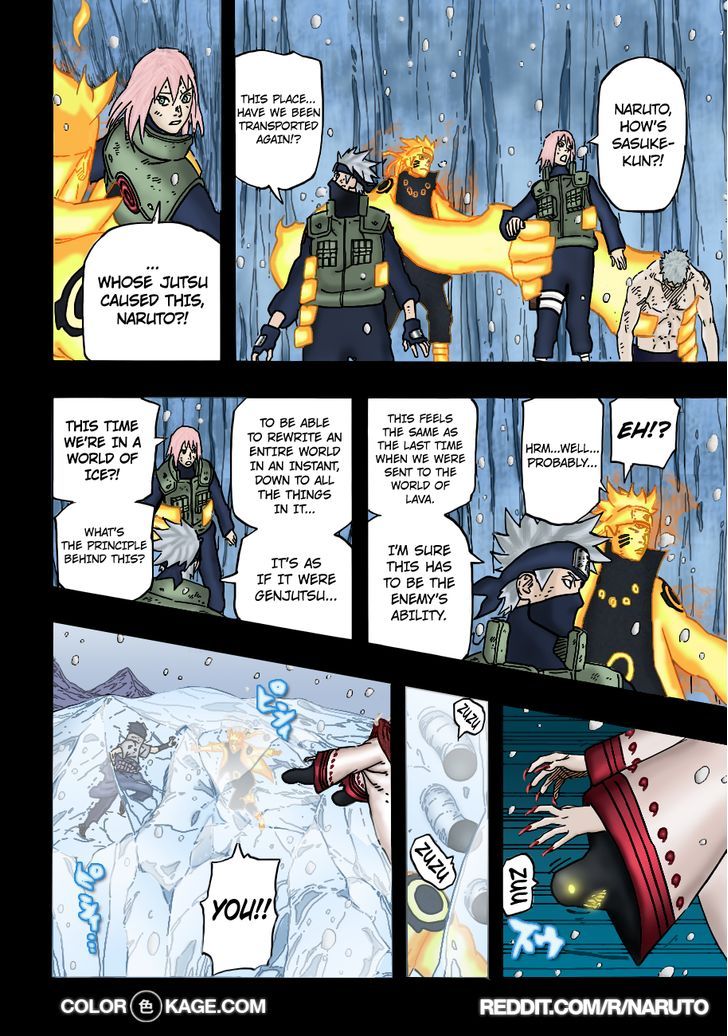 NARUTO,
HOW'S
SASUKE-
KUN?!
THIS PLACE...
HAVE WE BEEN
TRANSPORTED
AGAIN!?
...
WHOSE JUTSU
CAUSED THIS,
NARUTO?!
EH!?
HRM...WELL...
PROBABLY...
THIS FEELS
THE SAME AS
THE LAST TIME
WHEN WE WERE
SENT TO THE
WORLD OF
LAVA.
I'M SURE
THIS HAS
TO BE THE
ENEMY'S
ABILITY.
TO BE ABLE
TO REWRITE AN
ENTIRE WORLD
IN AN INSTANT,
DOWN TO ALL
THE THINGS
IN IT...
IT'S AS
IF IT WERE
GENJUTSU...
THIS TIME
WE'RE IN A
WORLD OF
ICE?!
WHAT'S
THE PRINCIPLE
BEHIND THIS?
ZUU
ズウ
ZUZU
ZUZU
YOU!!
COLOR 色 KAGE.COM
REDDIT.COM/R/NARUTO